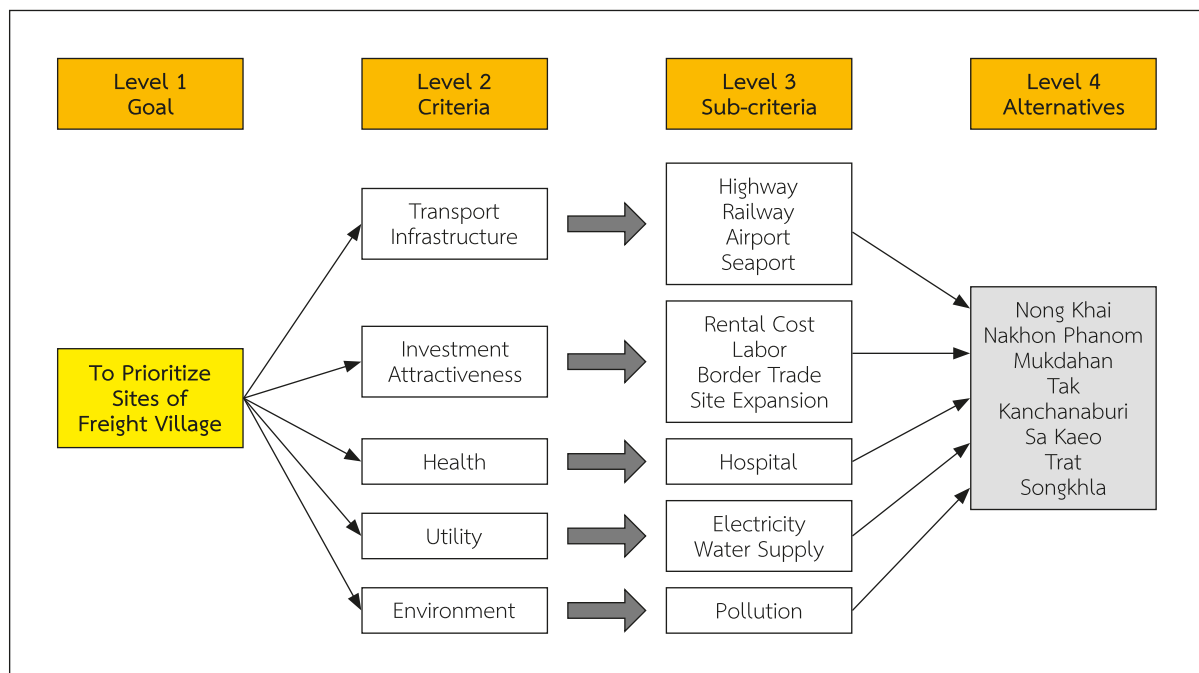 Level 1
Goal
Level 2
Criteria
Level 3
Sub-criteria
Level 4
Alternatives
To Prioritize
Sites of
Freight Village
Transport
Infrastructure
Investment
Attractiveness
Health
Utility
Environment
Highway
Railway
Airport
Seaport
Rental Cost
Labor
Border Trade
Site Expansion
Hospital
Electricity
Water Supply
Pollution
Nong Khai
Nakhon Phanom
Mukdahan
Tak
Kanchanaburi
Sa Kaeo
Trat
Songkhla